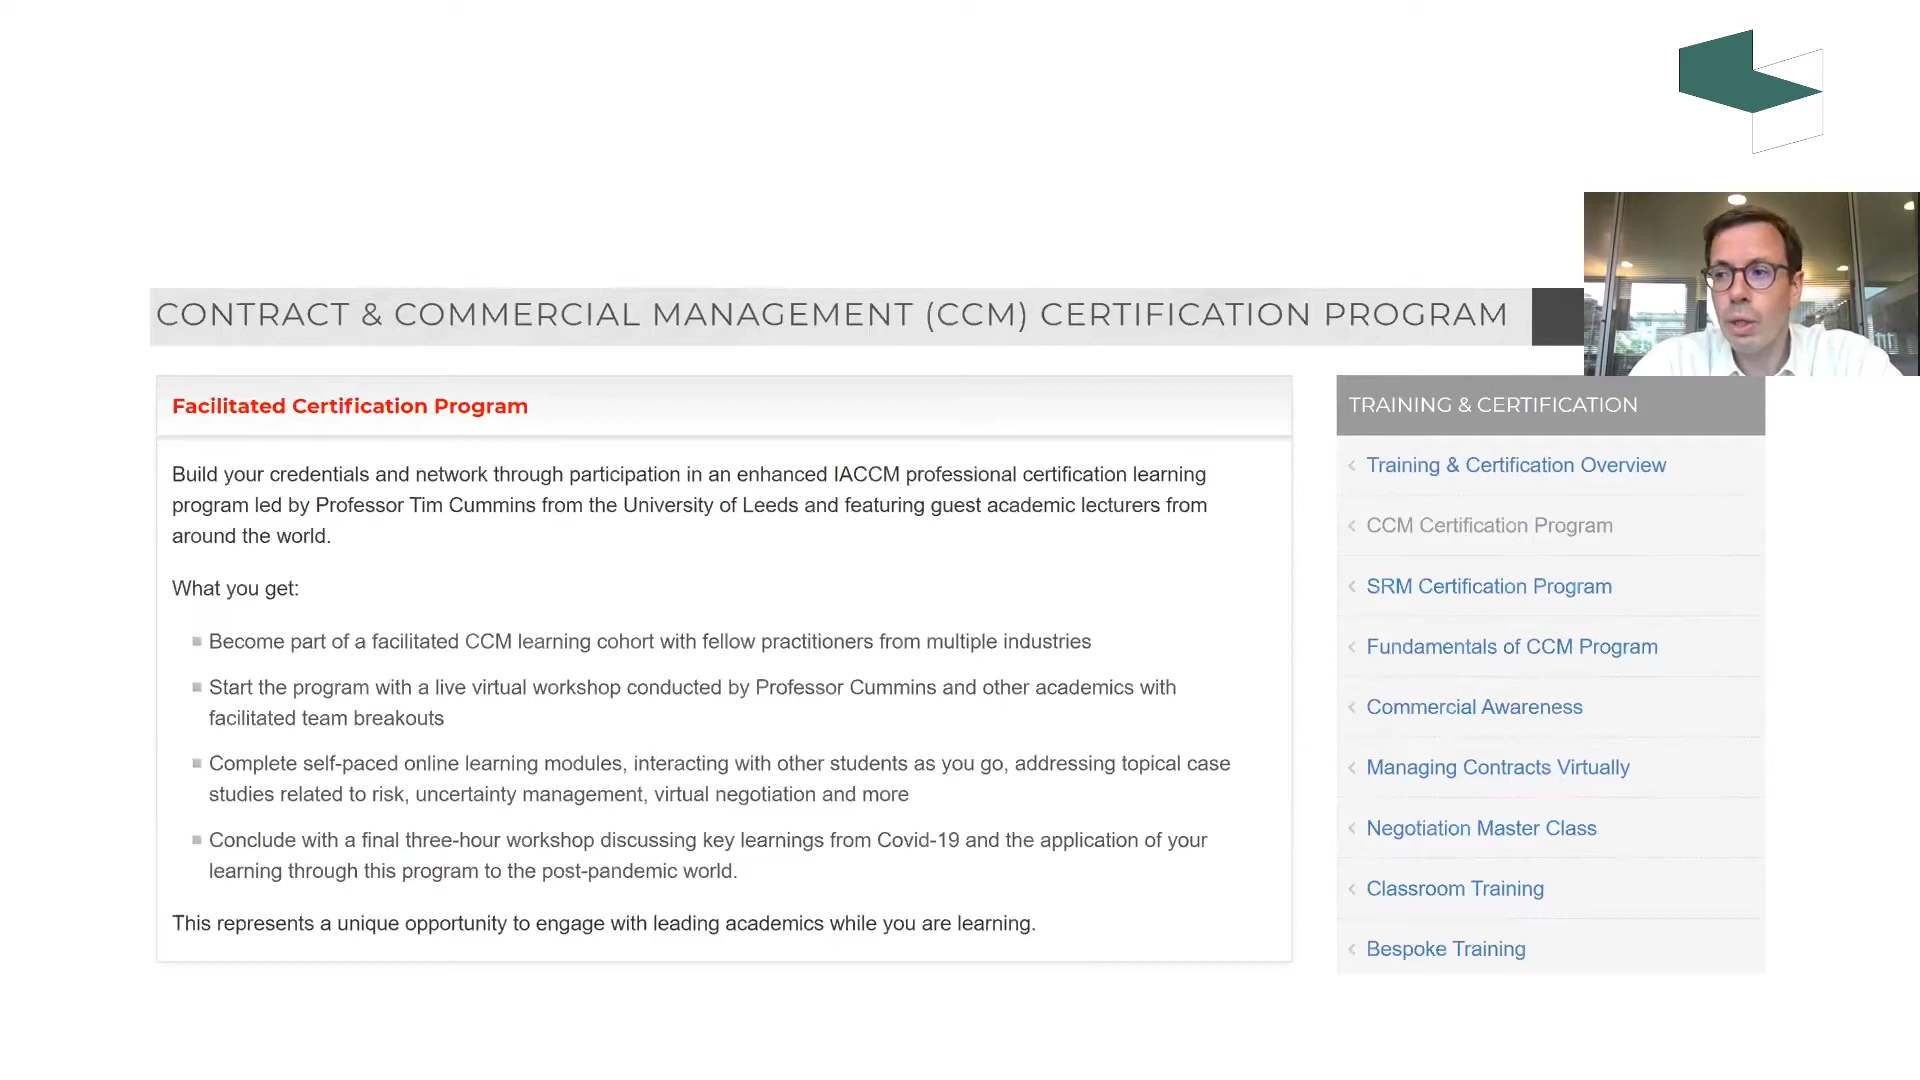 CONTRACT & COMMERCIAL MANAGEMENT (CCM) CERTIFICATION PROGRAM
Facilitated Certification Program
Build your credentials and network through participation in an enhanced IACCM professional certification learning
program led by Professor Tim Cummins from the University of Leeds and featuring guest academic lecturers from
around the world.
What you get:
Become part of a facilitated CCM learning cohort with fellow practitioners from multiple industries
Start the program with a live virtual workshop conducted by Professor Cummins and other academics with
facilitated team breakouts
Complete self-paced online learning modules, interacting with other students as you go, addressing topical case
studies related to risk, uncertainty management, virtual negotiation and more
Conclude with a final three-hour workshop discussing key learnings from Covid-19 and the application of your
learning through this program to the post-pandemic world.
This represents a unique opportunity to engage with leading academics while you are learning.
TRAINING & CERTIFICATION
Training & Certification Overview
CCM Certification Program
SRM Certification Program
Fundamentals of CCM Program
Commercial Awareness
Managing Contracts Virtually
Negotiation Master Class
Classroom Training
Bespoke Training